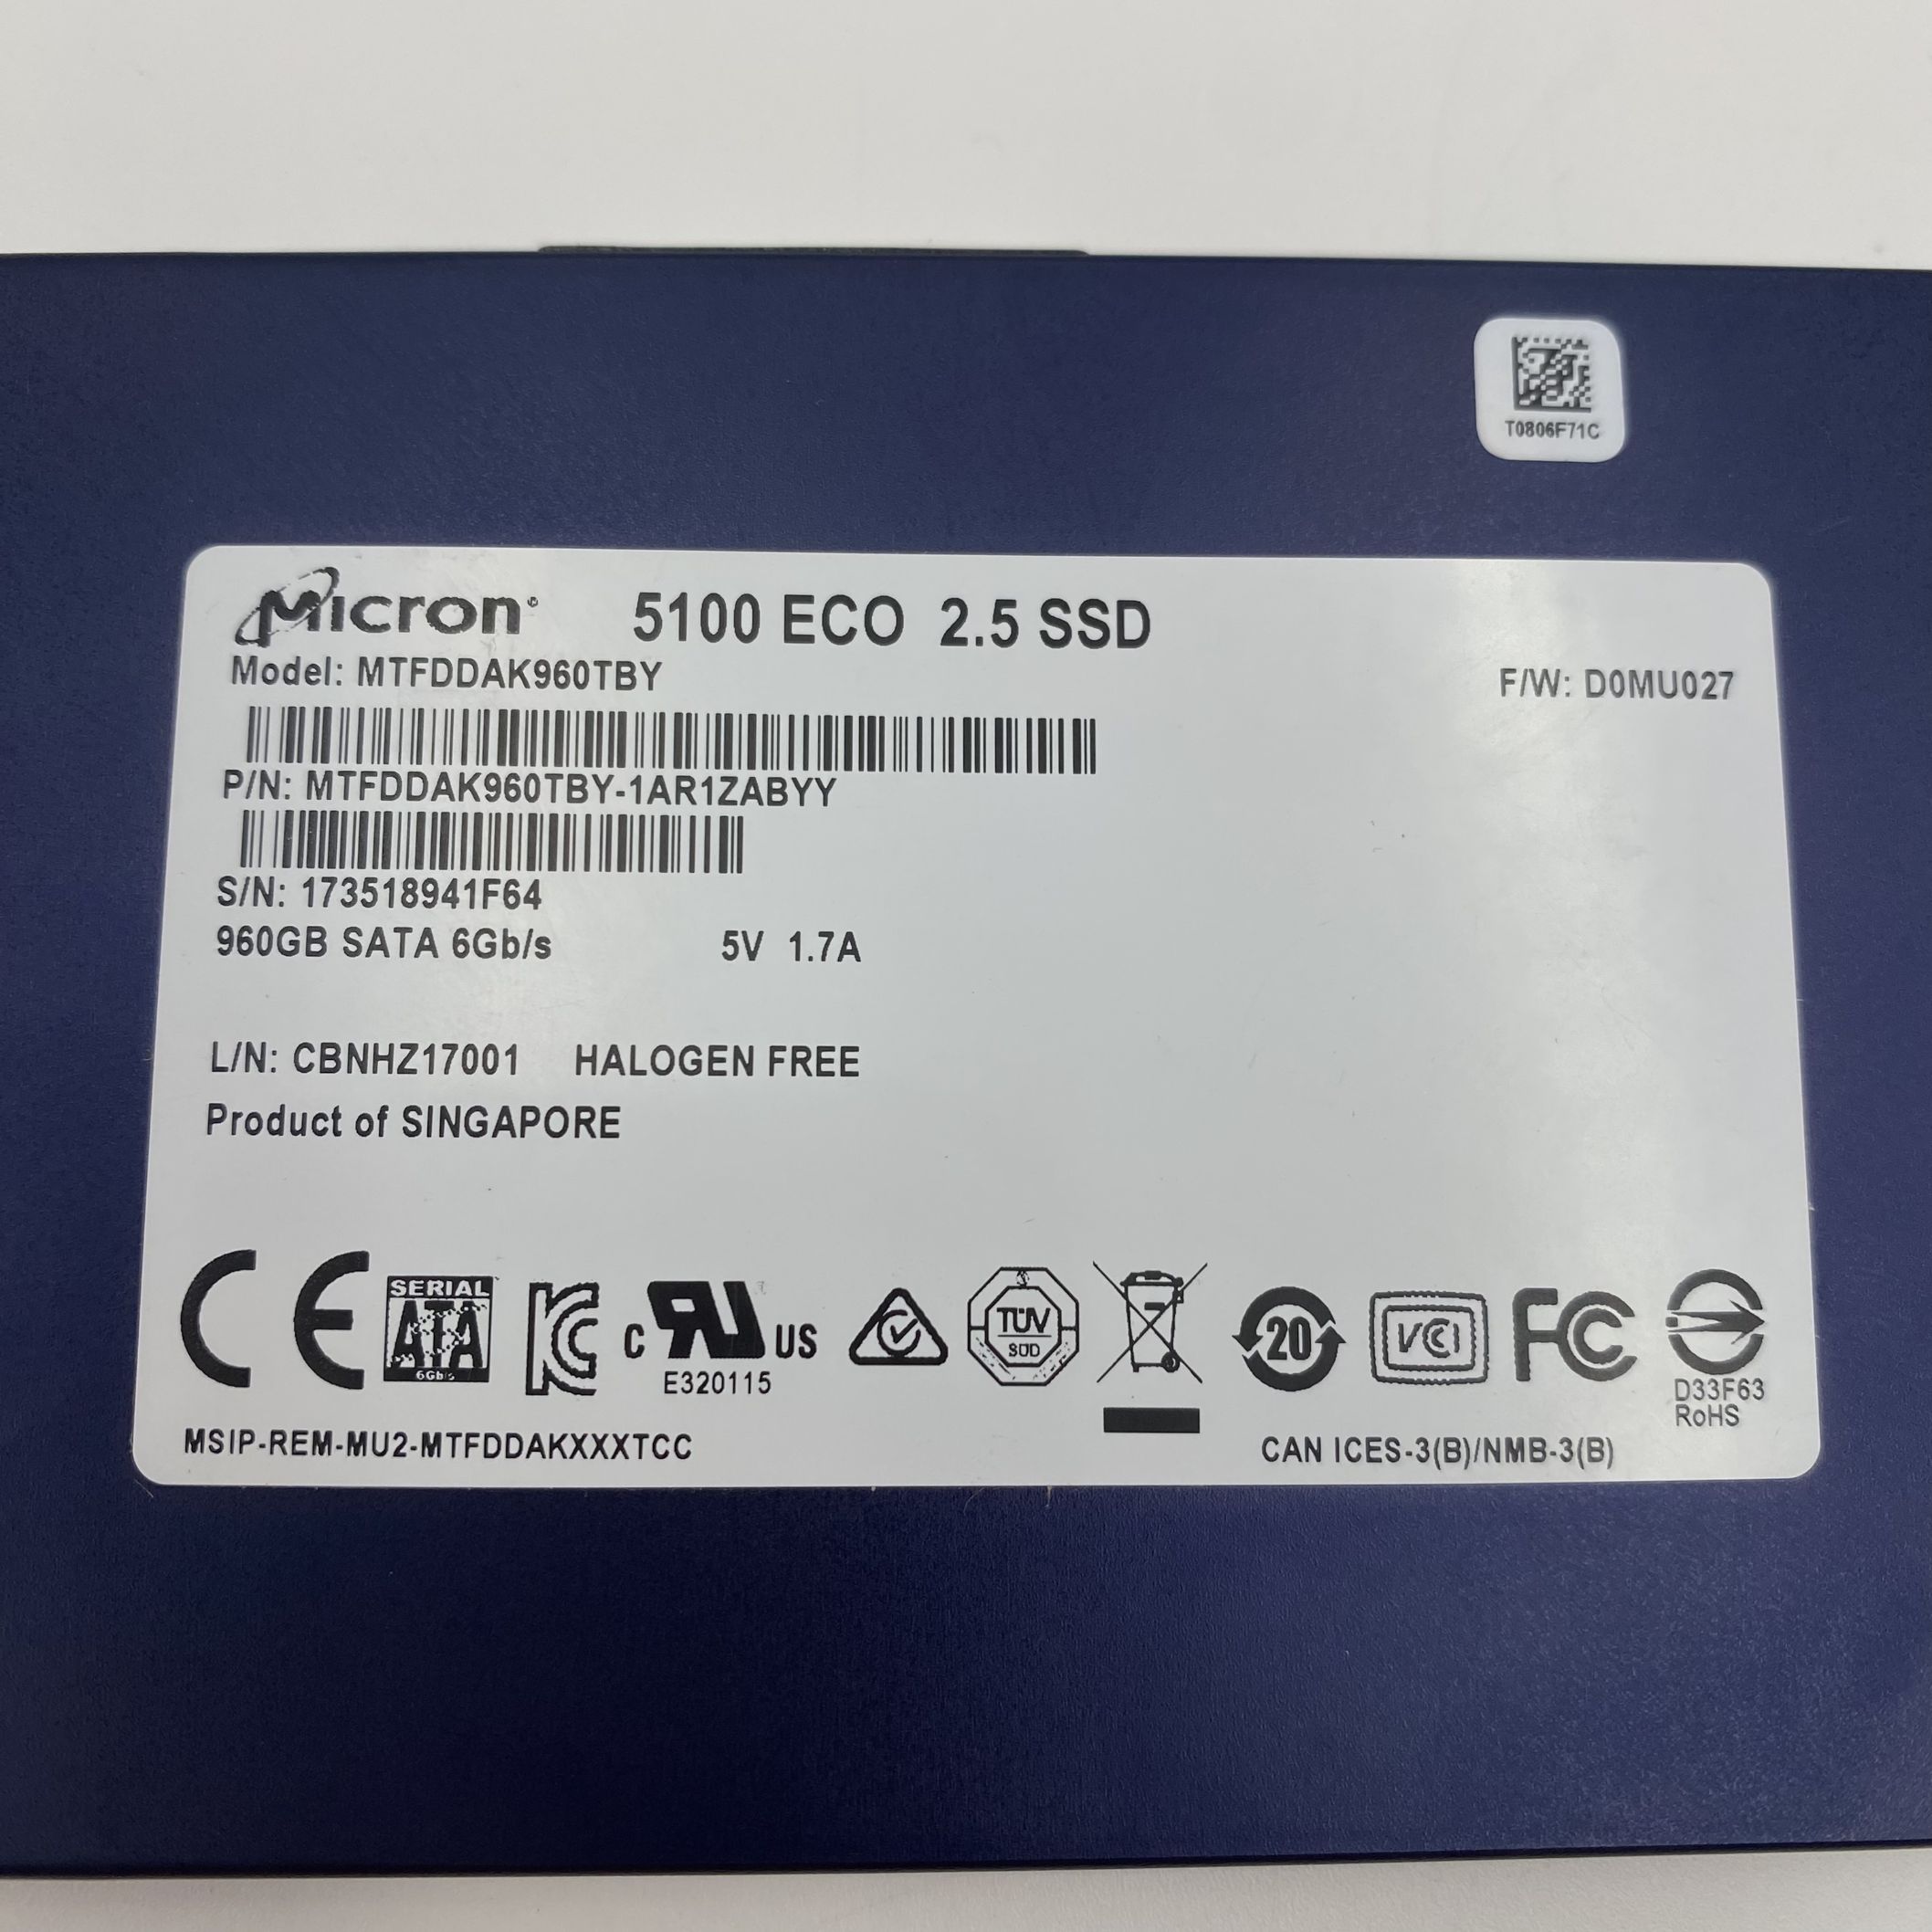 T0806F71C
Micron 5100 ECO 2.5 SSD
Model: MTFDDAK960TBY
F/W: D0MU027
P/N: MTFDDAK960TBY-1AR1ZABYY
S/N: 173518941F64
960GB SATA 6Gb/s 5V 1.7A
L/N: CBNHZ17001 HALOGEN FREE
Product of SINGAPORE
CE
SERIAL
ATA
6Gb/s
KC
C RU US
E320115
TÜV
SÜD
20
VCI
FC
D33F63
RoHS
MSIP-REM-MU2-MTFDDAKXXXTCC
CAN ICES-3(B)/NMB-3(B)